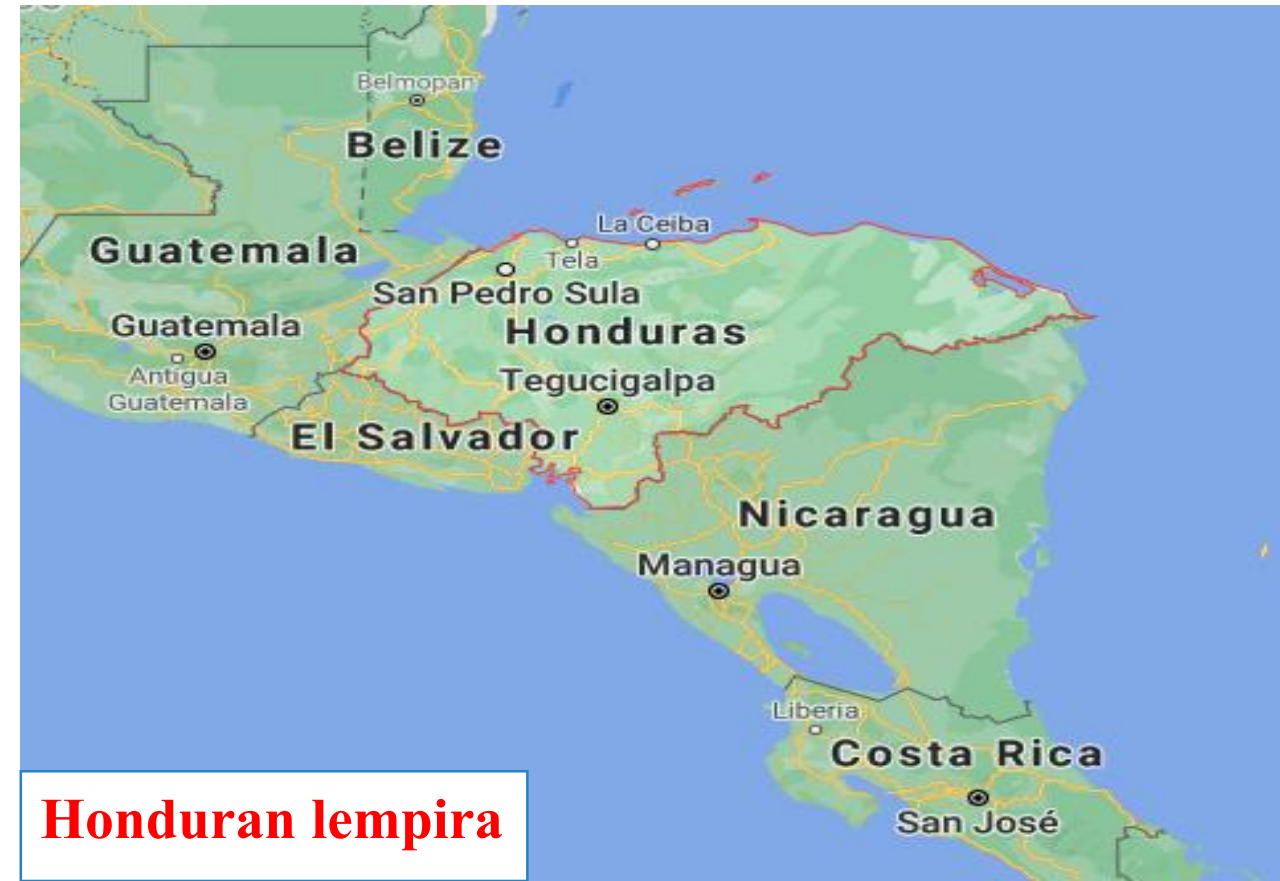 Belmopan
Belize
La Ceiba
Guatemala
Tela
San Pedro Sula
Guatemala
Honduras
Antigua
Guatemala
Tegucigalpa
El Salvador
Nicaragua
Managua
Liberia
Costa Rica
San José
Honduran lempira